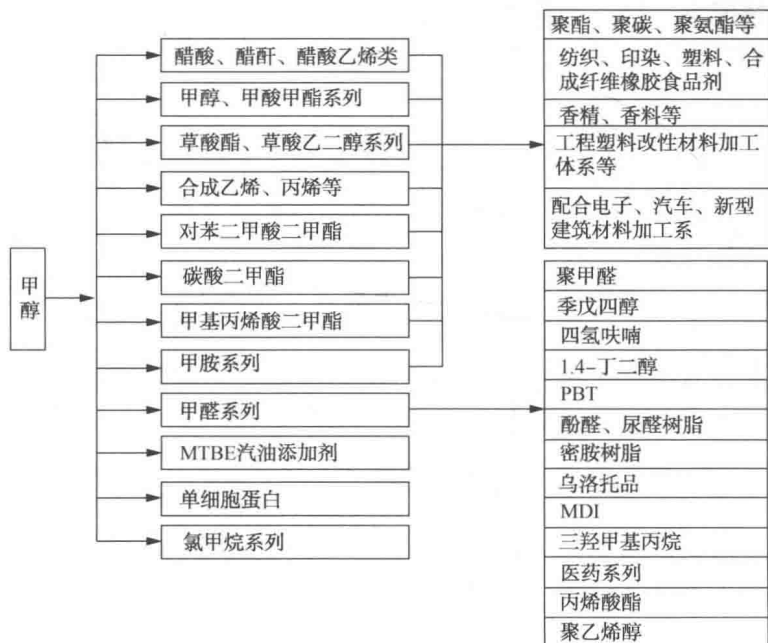 甲
醇
醋酸、醋酐、醋酸乙烯类
甲醇、甲酸甲酯系列
草酸酯、草酸乙二醇系列
合成乙烯、丙烯等
对苯二甲酸二甲酯
碳酸二甲酯
甲基丙烯酸二甲酯
甲胺系列
甲醛系列
MTBE汽油添加剂
单细胞蛋白
氯甲烷系列
聚酯、聚碳、聚氨酯等
纺织、印染、塑料、合
成纤维橡胶食品剂
香精、香料等
工程塑料改性材料加工
体系等
配合电子、汽车、新型
建筑材料加工系
聚甲醛
季戊四醇
四氢呋喃
1.4-丁二醇
PBT
酚醛、尿醛树脂
密胺树脂
乌洛托品
MDI
三羟甲基丙烷
医药系列
丙烯酸酯
聚乙烯醇